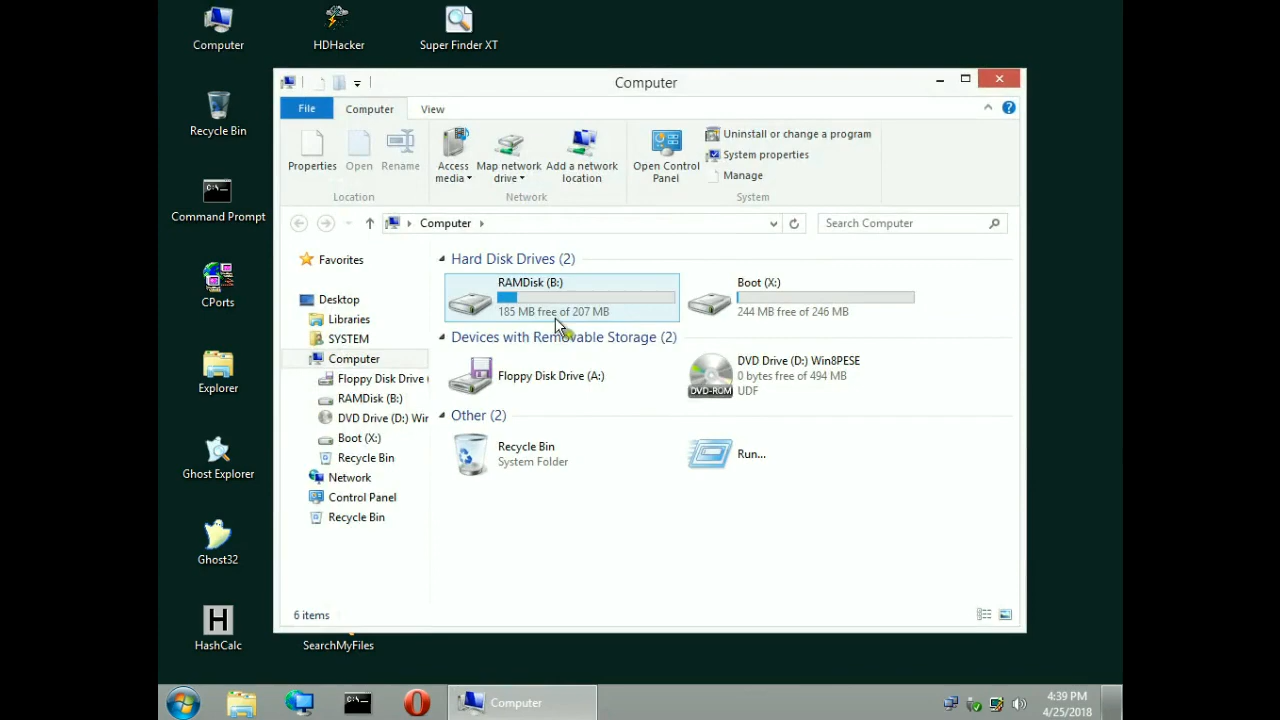 Computer
HDHacker
Super Finder XT
Recycle Bin
Command Prompt
CPorts
Explorer
Ghost Explorer
Ghost32
H
HashCalc
SearchMyFiles
Computer
File
Computer
View
Properties
Open
Rename
Access media
Map network drive
Add a network location
Open Control Panel
Uninstall or change a program
System properties
Manage
Location
Network
System
Computer
Search Computer
Favorites
Desktop
Libraries
SYSTEM
Computer
Floppy Disk Drive (
RAMDisk (B:)
DVD Drive (D:) Wir
Boot (X:)
Recycle Bin
Network
Control Panel
Recycle Bin
Hard Disk Drives (2)
RAMDisk (B:)
185 MB free of 207 MB
Boot (X:)
244 MB free of 246 MB
Devices with Removable Storage (2)
Floppy Disk Drive (A:)
DVD-ROM
DVD Drive (D:) Win8PESE
0 bytes free of 494 MB
UDF
Other (2)
Recycle Bin
System Folder
Run...
6 items
Computer
4:39 PM
4/25/2018